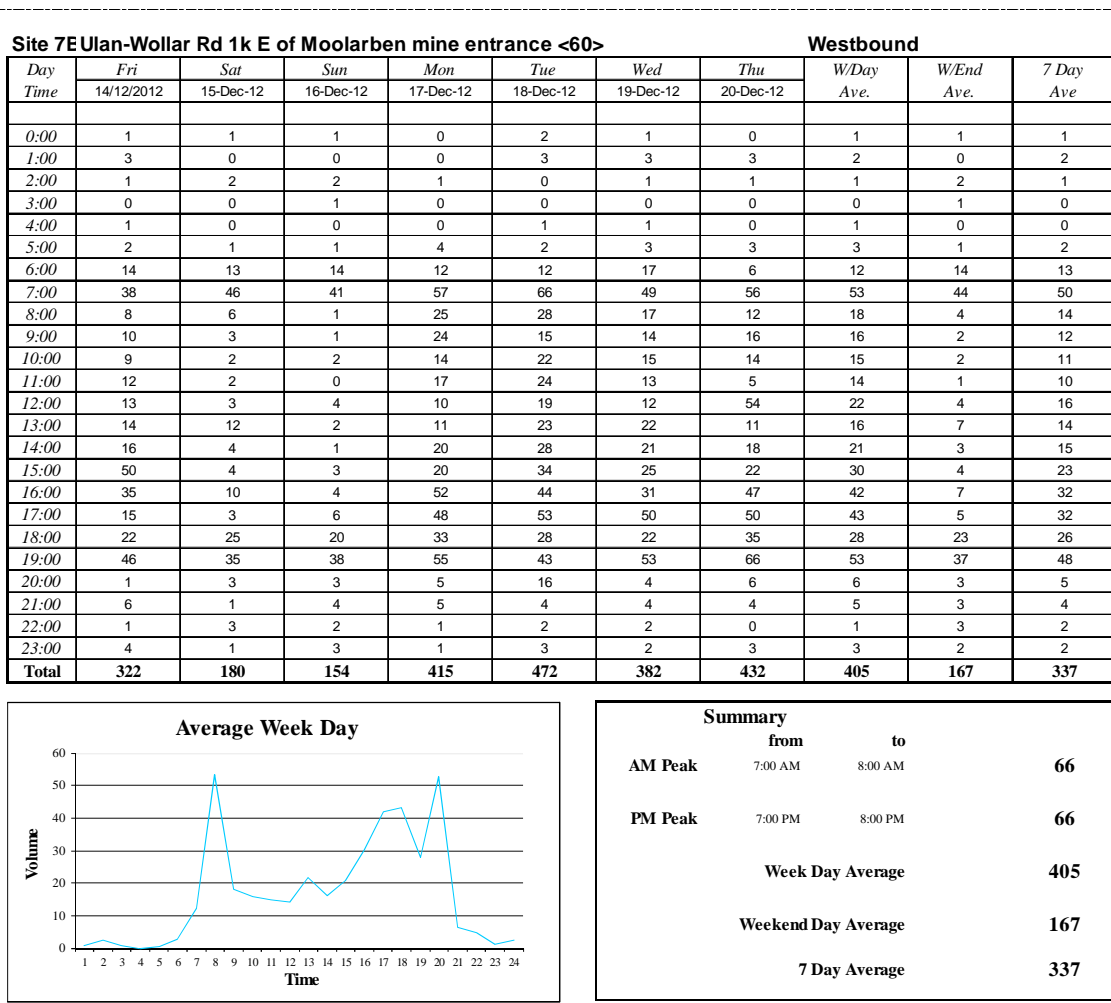 Site 7E Ulan-Wollar Rd 1k E of Moolarben mine entrance <60> Westbound
Day Fri Sat Sun Mon Tue Wed Thu W/Day W/End 7 Day
Time 14/12/2012 15-Dec-12 16-Dec-12 17-Dec-12 18-Dec-12 19-Dec-12 20-Dec-12 Ave. Ave. Ave
0:00 1 1 1 0 2 1 0 1 1 1
1:00 3 0 0 0 3 3 3 2 0 2
2:00 1 2 2 1 0 1 1 1 2 1
3:00 0 0 1 0 0 0 0 0 1 0
4:00 1 0 0 0 1 1 0 1 0 0
5:00 2 1 1 4 2 3 3 3 1 2
6:00 14 13 14 12 12 17 6 12 14 13
7:00 38 46 41 57 66 49 56 53 44 50
8:00 8 6 1 25 28 17 12 18 4 14
9:00 10 3 1 24 15 14 16 16 2 12
10:00 9 2 2 14 22 15 14 15 2 11
11:00 12 2 0 17 24 13 5 14 1 10
12:00 13 3 4 10 19 12 54 22 4 16
13:00 14 12 2 11 23 22 11 16 7 14
14:00 16 4 1 20 28 21 18 21 3 15
15:00 50 4 3 20 34 25 22 30 4 23
16:00 35 10 4 52 44 31 47 42 7 32
17:00 15 3 6 48 53 50 50 43 5 32
18:00 22 25 20 33 28 22 35 28 23 26
19:00 46 35 38 55 43 53 66 53 37 48
20:00 1 3 3 5 16 4 6 6 3 5
21:00 6 1 4 5 4 4 4 5 3 4
22:00 1 3 2 1 2 2 0 1 3 2
23:00 4 1 3 1 3 2 3 3 2 2
Total 322 180 154 415 472 382 432 405 167 337
Average Week Day
60
50
40
30
20
10
0
Volume
1 2 3 4 5 6 7 8 9 10 11 12 13 14 15 16 17 18 19 20 21 22 23 24
Time
Summary
from to
AM Peak 7:00 AM 8:00 AM 66
PM Peak 7:00 PM 8:00 PM 66
Week Day Average 405
Weekend Day Average 167
7 Day Average 337